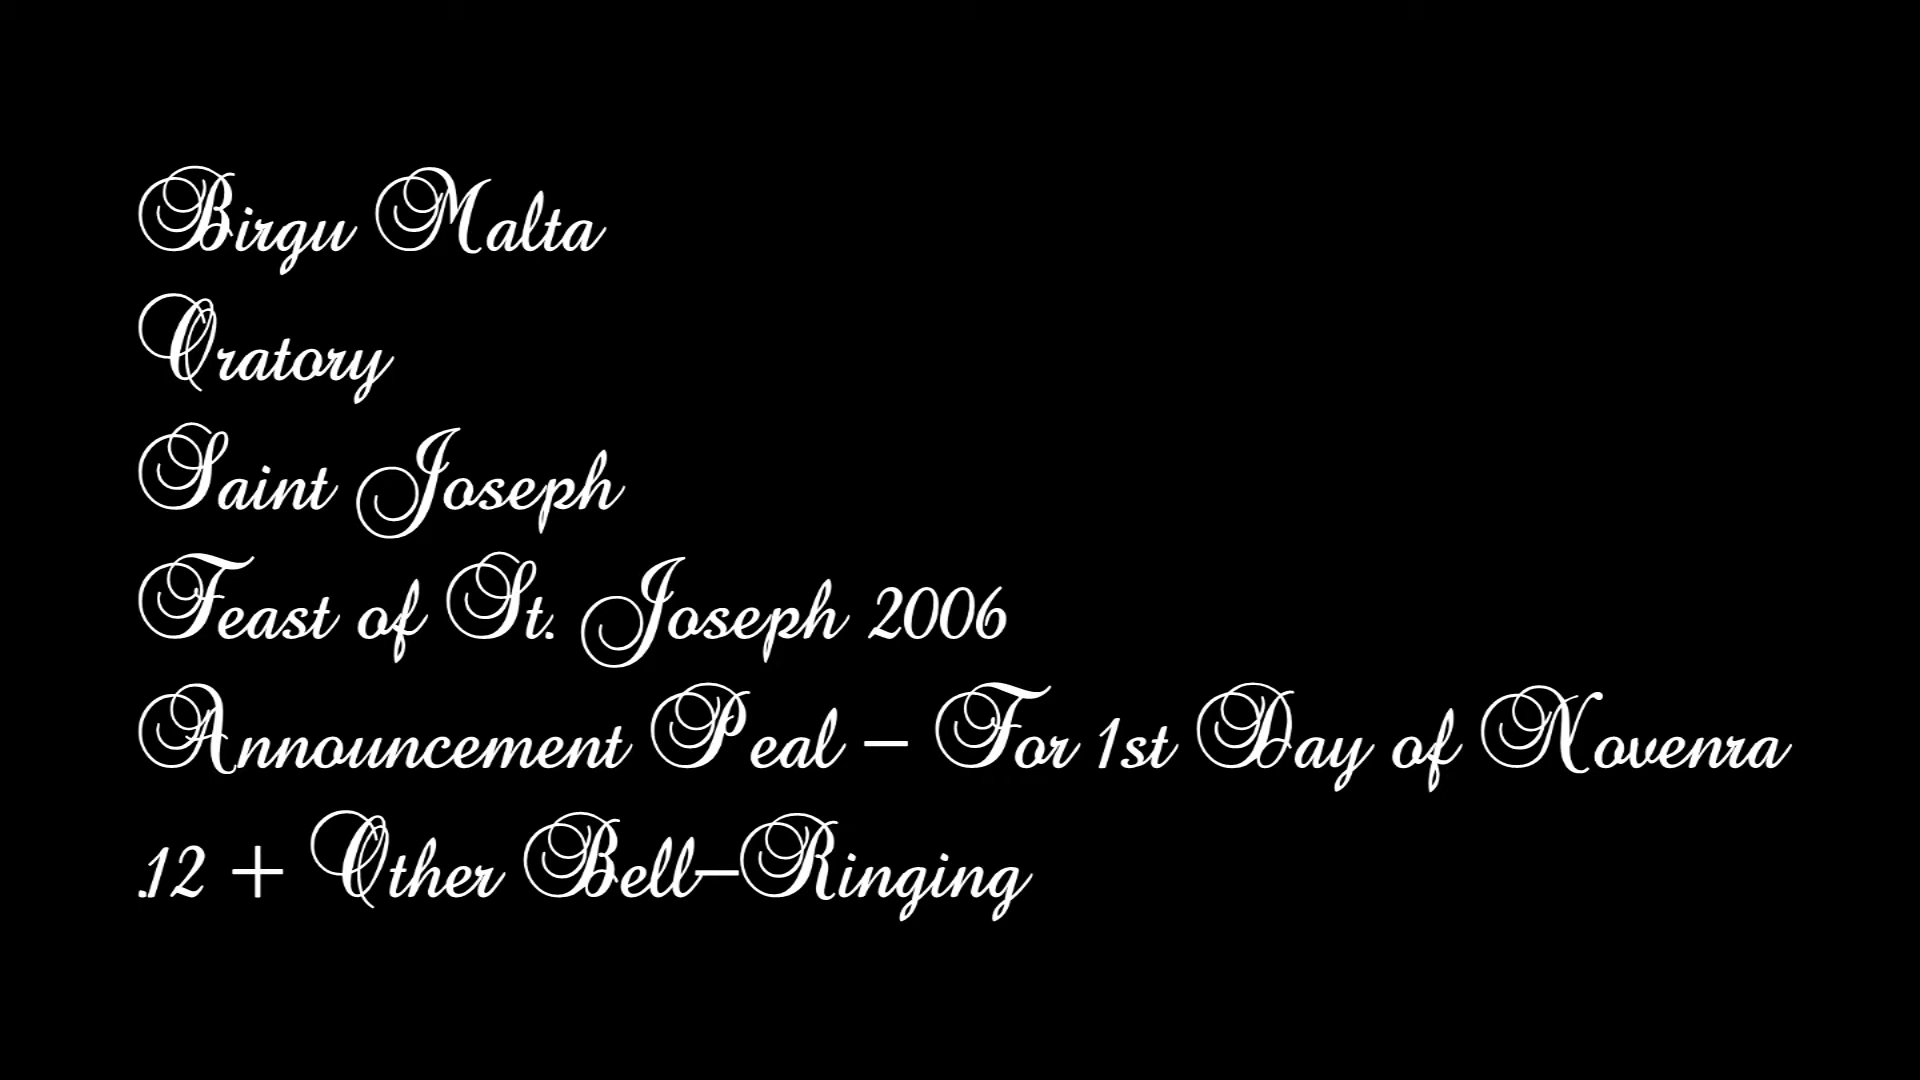 Birgu Malta
Oratory
Saint Joseph
Feast of St. Joseph 2006
Announcement Peal - For 1st Day of Novenra
.12 + Other Bell-Ringing